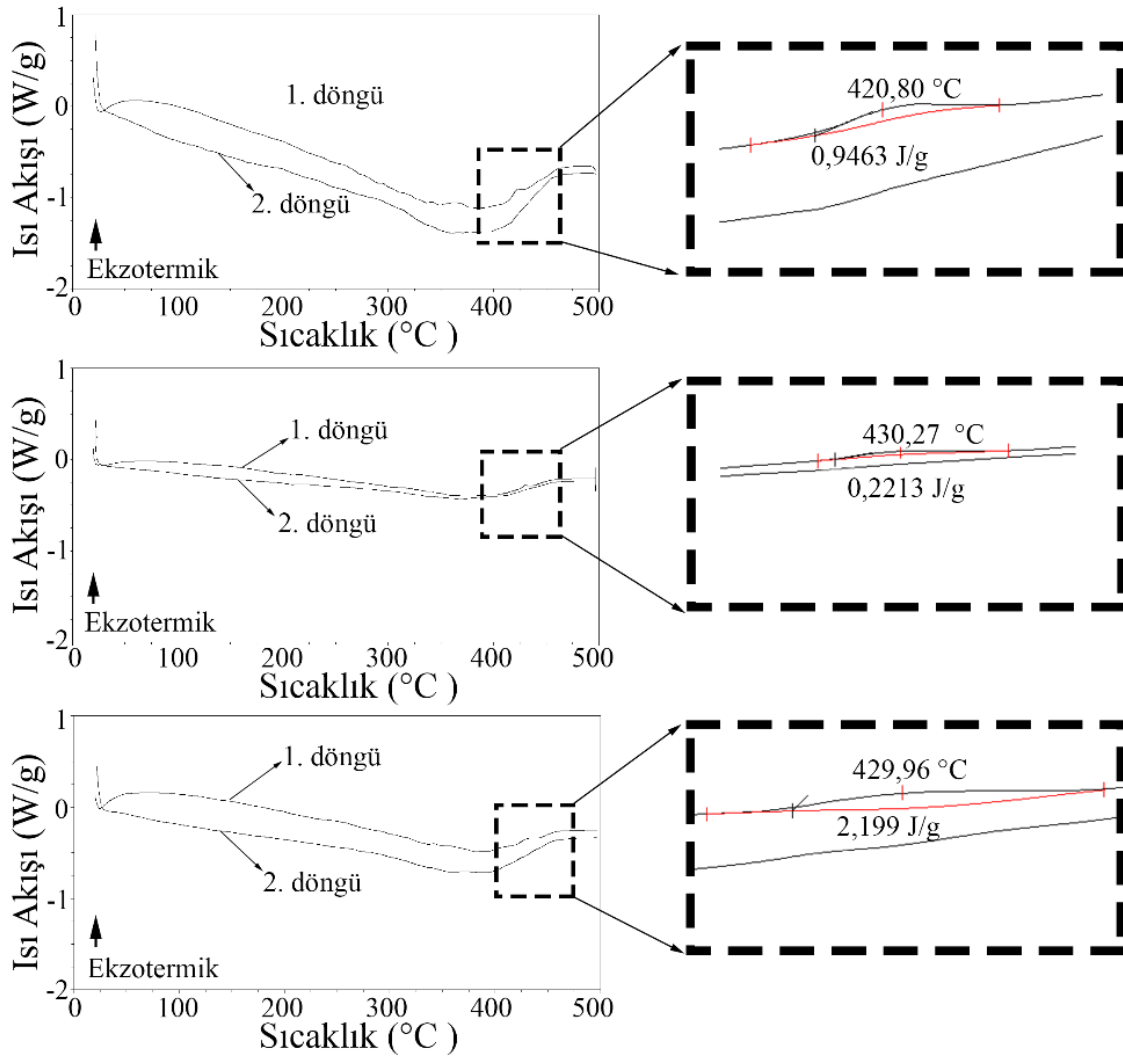 1
0
-1
-2
Isı Akışı (W/g)
1. döngü
2. döngü
Ekzotermik
0 100 200 300 400 500
Sıcaklık (°C )
420,80 °C
0,9463 J/g
1
0
-1
-2
Isı Akışı (W/g)
1. döngü
2. döngü
Ekzotermik
0 100 200 300 400 500
Sıcaklık (°C )
430,27 °C
0,2213 J/g
1
0
-1
-2
Isı Akışı (W/g)
1. döngü
2. döngü
Ekzotermik
0 100 200 300 400 500
Sıcaklık (°C )
429,96 °C
2,199 J/g